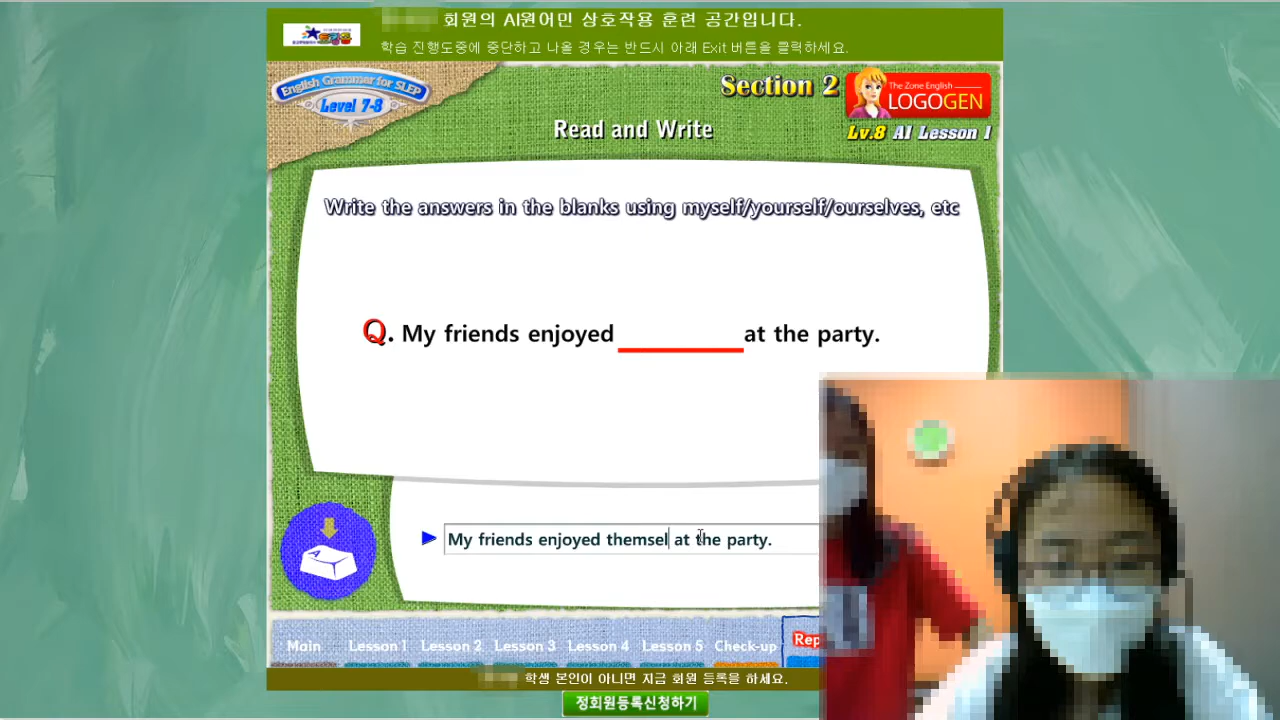 회원의 AI원어민 상호작용 훈련 공간입니다.
학습 진행도중에 중단하고 나올 경우는 반드시 아래 Exit 버튼을 클릭하세요.
English Grammar for SLEP
Level 7-8
Section 2
The Zone English
LOGOGEN
Lv.8 AI Lesson 1
Read and Write
Write the answers in the blanks using myself/yourself/ourselves, etc
Q. My friends enjoyed at the party.
My friends enjoyed themsel at the party.
Main Lesson 1 Lesson 2 Lesson 3 Lesson 4 Lesson 5 Check-up Rep
학생 본인이 아니면 지금 회원 등록을 하세요.
정회원등록신청하기